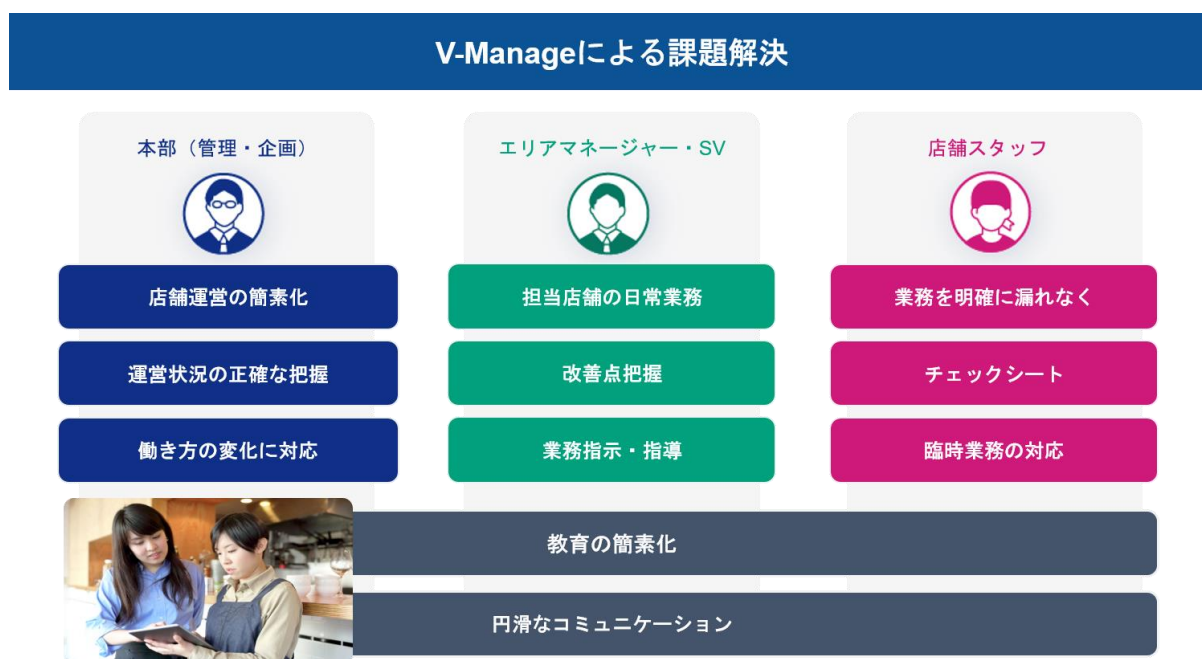 V-Manageによる課題解決
本部（管理・企画）
店舗運営の簡素化
運営状況の正確な把握
働き方の変化に対応
エリアマネージャー・SV
担当店舗の日常業務
改善点把握
業務指示・指導
店舗スタッフ
業務を明確に漏れなく
チェックシート
臨時業務の対応
教育の簡素化
円滑なコミュニケーション